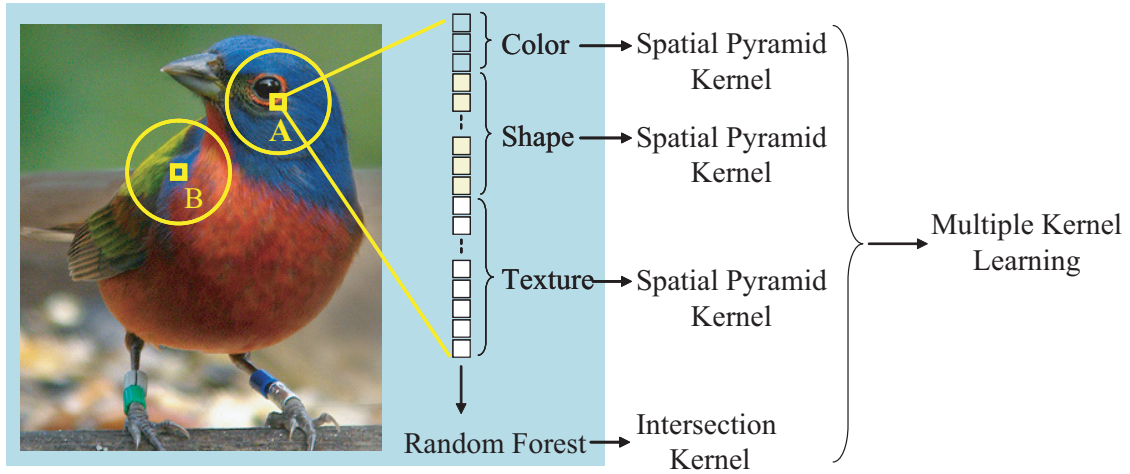 A
B
Color
Spatial Pyramid
Kernel
Shape
Spatial Pyramid
Kernel
Texture
Spatial Pyramid
Kernel
Random Forest
Intersection
Kernel
Multiple Kernel
Learning